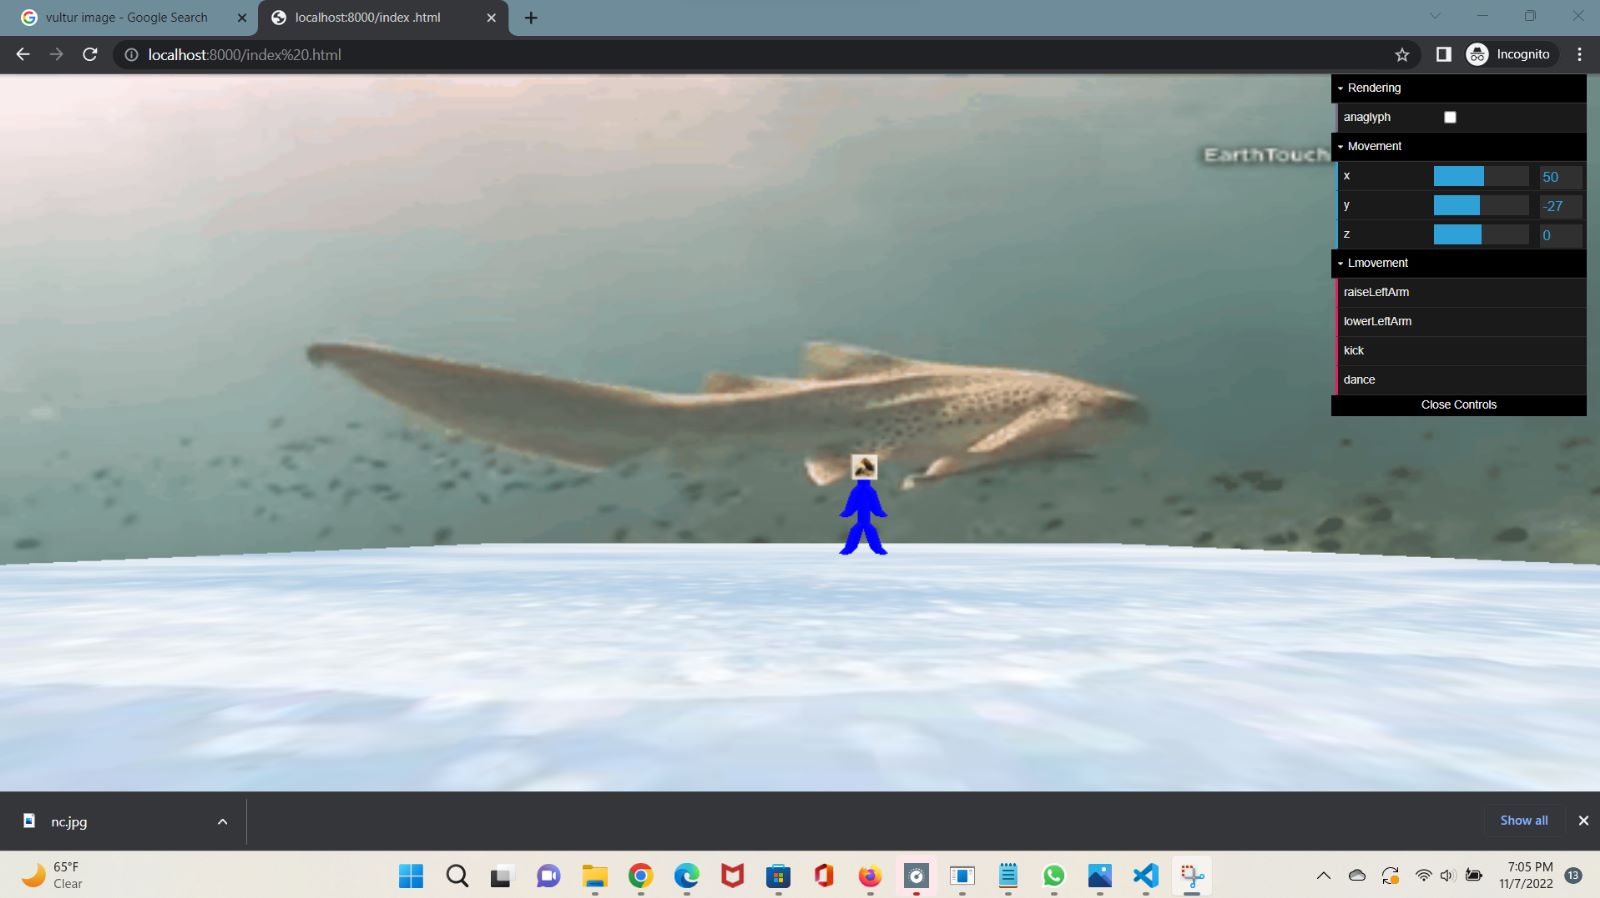 vultur image - Google Search
localhost:8000/index .html
localhost:8000/index%20.html
Incognito
EarthTouch
Rendering
anaglyph
Movement
x 50
y -27
z 0
Lmovement
raiseLeftArm
lowerLeftArm
kick
dance
Close Controls
nc.jpg
Show all
65°F
Clear
7:05 PM
11/7/2022
13